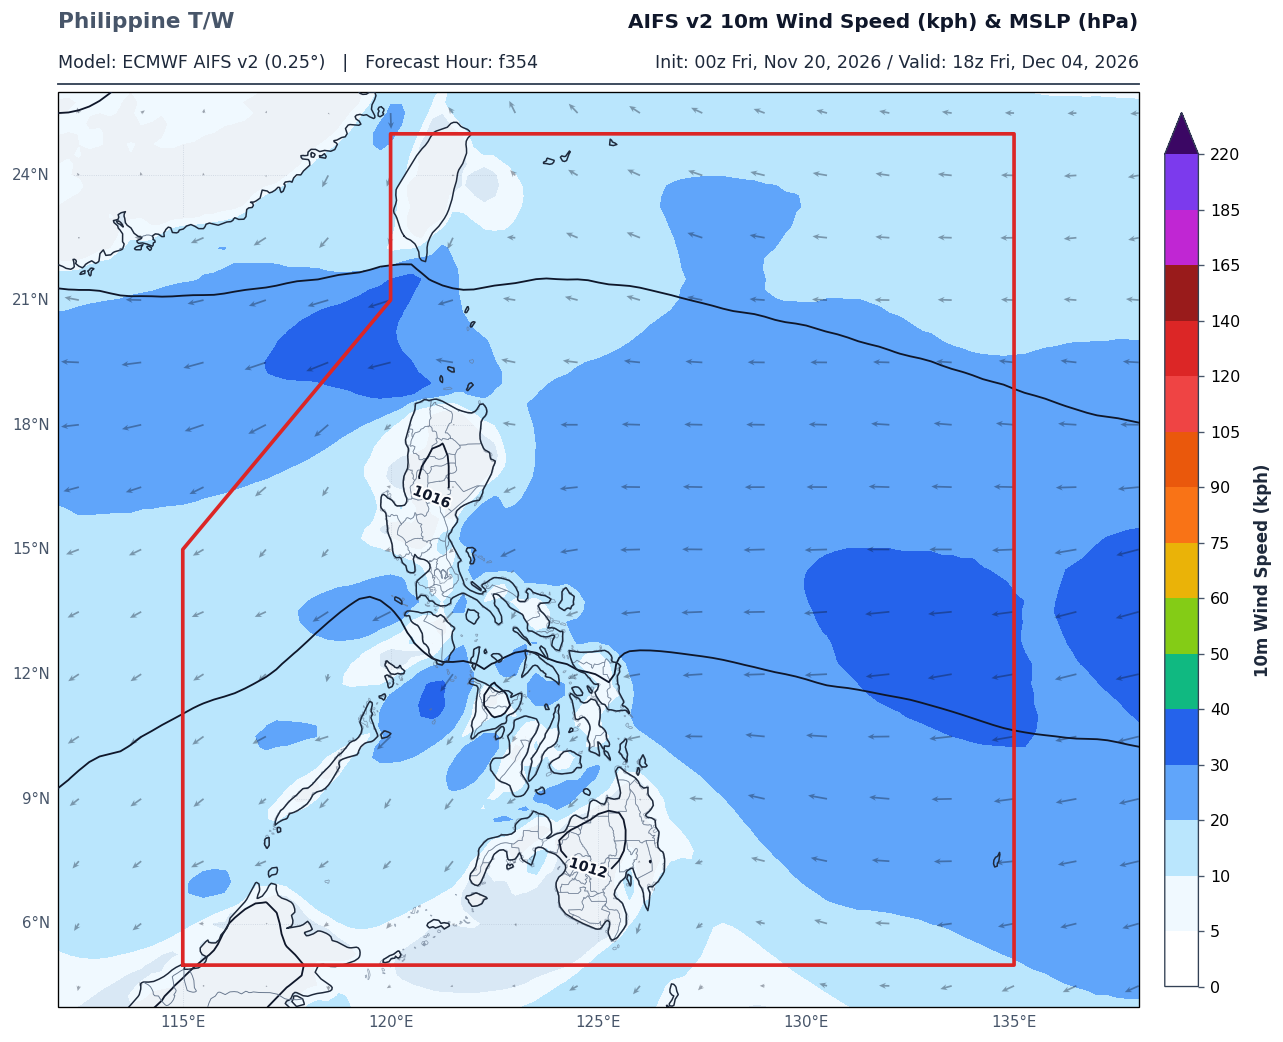 Philippine T/W
AIFS v2 10m Wind Speed (kph) & MSLP (hPa)
Model: ECMWF AIFS v2 (0.25°) | Forecast Hour: f354
Init: 00z Fri, Nov 20, 2026 / Valid: 18z Fri, Dec 04, 2026
24°N
21°N
18°N
15°N
12°N
9°N
6°N
1016
1012
115°E
120°E
125°E
130°E
135°E
220
185
165
140
120
105
90
75
60
50
40
30
20
10
5
0
10m Wind Speed (kph)